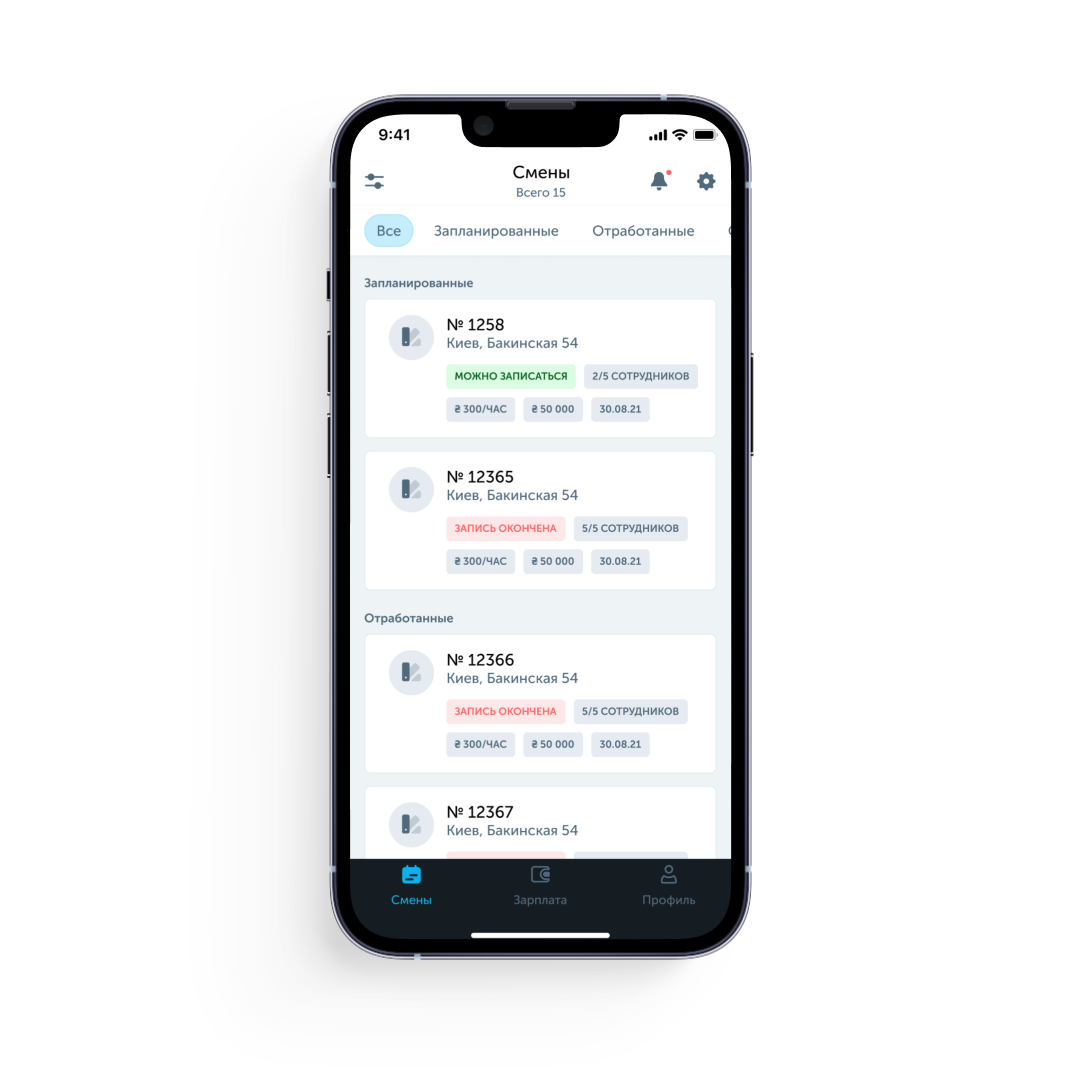 9:41
Смены
Всего 15
Все Запланированные Отработанные
Запланированные
№ 1258
Киев, Бакинская 54
МОЖНО ЗАПИСАТЬСЯ 2/5 СОТРУДНИКОВ
₴ 300/ЧАС ₴ 50 000 30.08.21
№ 12365
Киев, Бакинская 54
ЗАПИСЬ ОКОНЧЕНА 5/5 СОТРУДНИКОВ
₴ 300/ЧАС ₴ 50 000 30.08.21
Отработанные
№ 12366
Киев, Бакинская 54
ЗАПИСЬ ОКОНЧЕНА 5/5 СОТРУДНИКОВ
₴ 300/ЧАС ₴ 50 000 30.08.21
№ 12367
Киев, Бакинская 54
Смены Зарплата Профиль